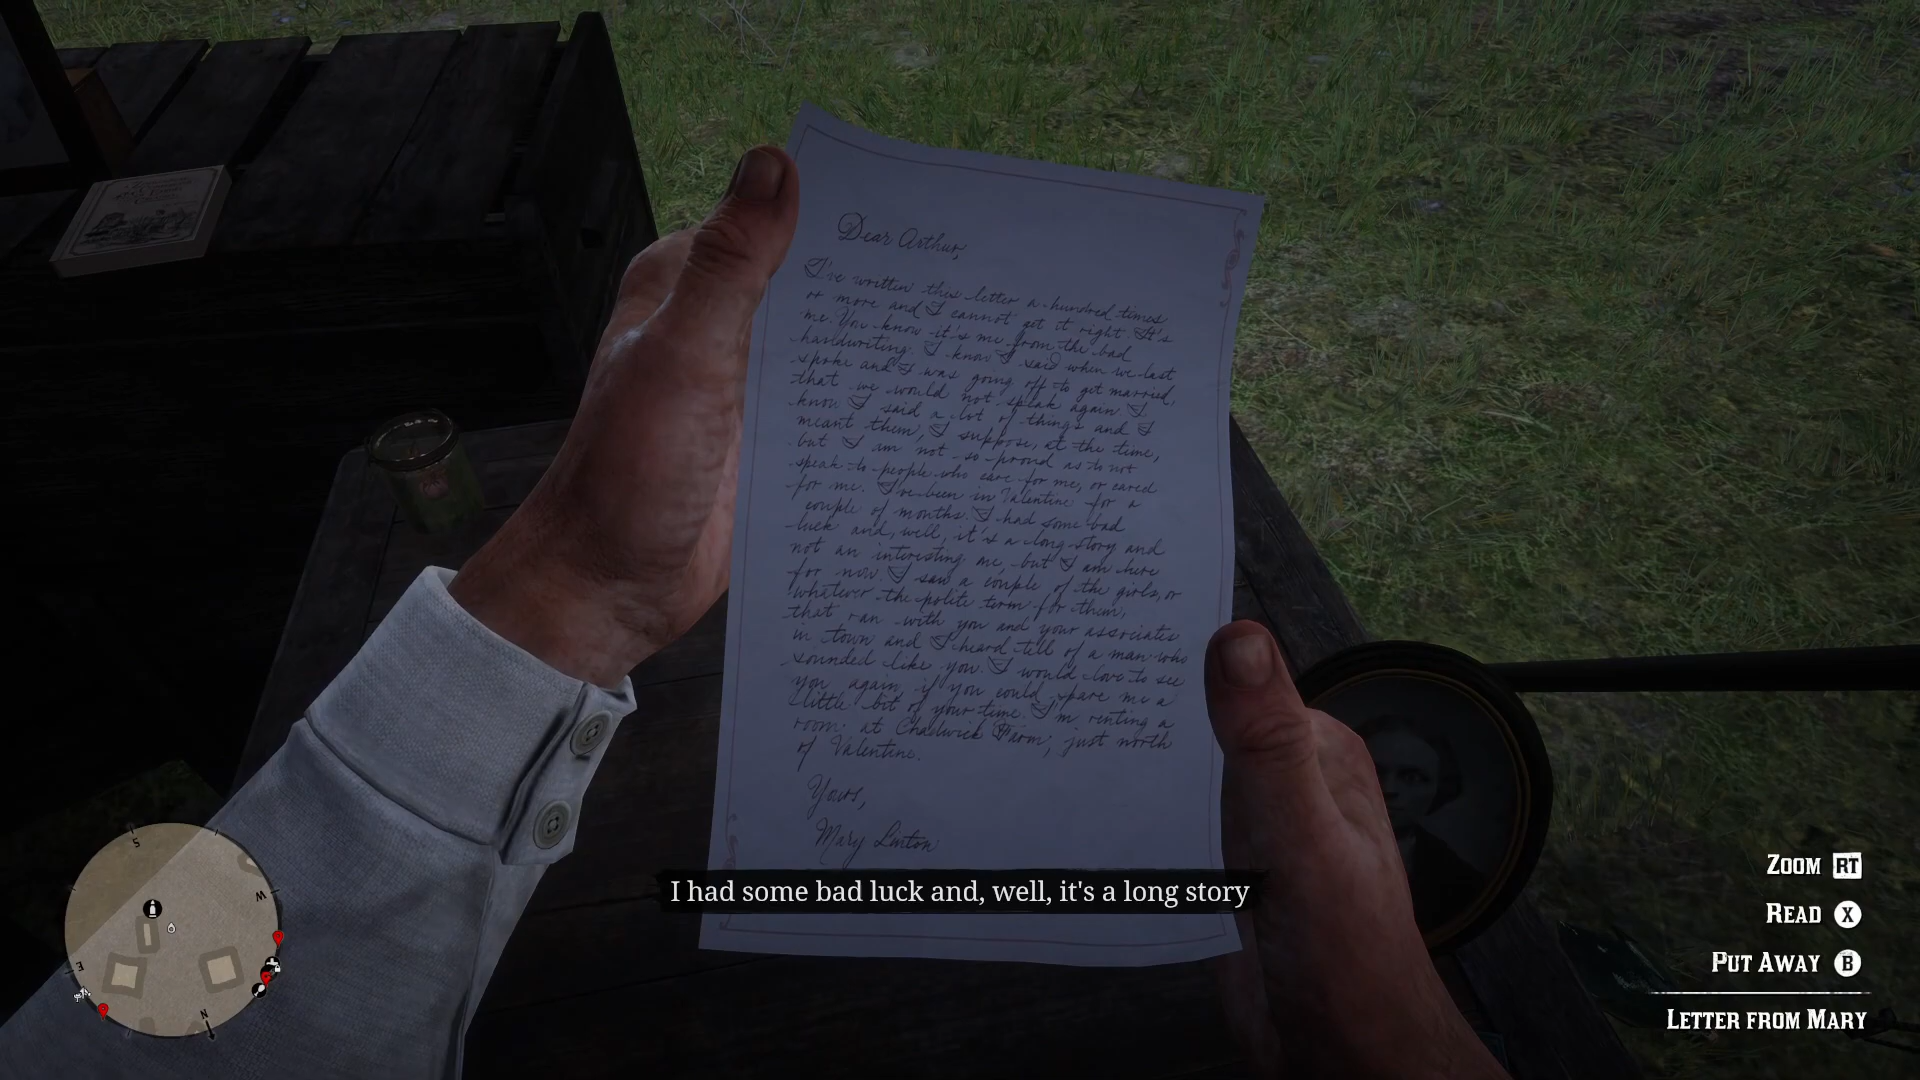 Dear Arthur,
I've written this letter a hundred times
or more and I cannot get it right. It's
me. You know it's me from the bad
handwriting. I know I said when we last
spoke and I was going off to get married,
that we would not speak again. I
know I said a lot of things and I
meant them, I suppose, at the time,
but I am not so proud as to not
speak to people who care for me, or cared
for me. I've been in Valentine for a
couple of months. I had some bad
luck and, well, it's a long story and
not an interesting one, but I am here
for now. I saw a couple of the girls, or
whatever the polite term for them,
that ran with you and your associates
in town and I heard tell of a man who
sounded like you. I would love to see
you again if you could spare me a
little bit of your time. I'm renting a
room at Chadwick Farm, just north
of Valentine.
Yours,
Mary Linton
I had some bad luck and, well, it's a long story
S
W
E
N
ZOOM RT
READ X
PUT AWAY B
LETTER FROM MARY